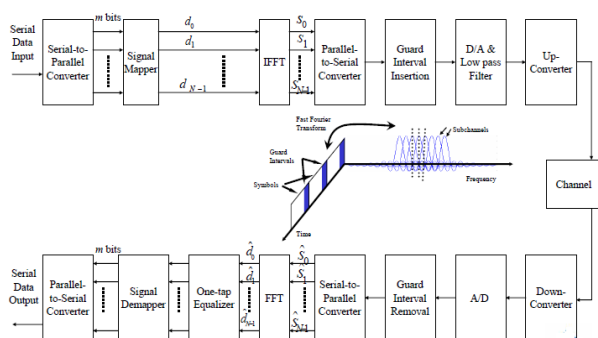 Serial
Data
Input
Serial-to-
Parallel
Converter
m bits
Signal
Mapper
d₀
d₁
d N−1
IFFT
S₀
S₁
S N-1
Parallel-
to-Serial
Converter
Guard
Interval
Insertion
D/A &
Low pass
Filter
Up-
Converter
Fast Fourier
Transform
Guard
Intervals
Symbols
Time
Subchannels
Frequency
Channel
Serial
Data
Output
Parallel-
to-Serial
Converter
m bits
Signal
Demapper
One-tap
Equalizer
d̂₀
d̂₁
d̂ N-1
FFT
Ŝ₀
Ŝ₁
Ŝ N-1
Serial-to-
Parallel
Converter
Guard
Interval
Removal
A/D
Down-
Converter